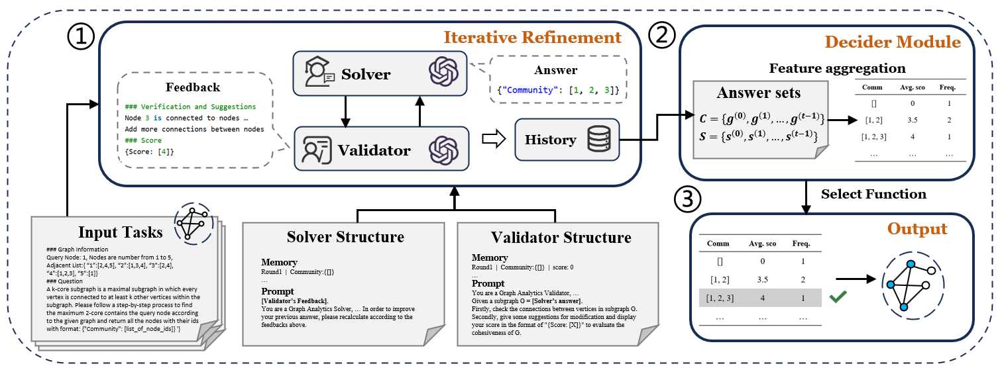 ①
Iterative Refinement
Feedback
### Verification and Suggestions
Node 3 is connected to nodes …
Add more connections between nodes
### Score
{Score: [4]}
Solver
Validator
Answer
{"Community": [1, 2, 3]}
History
②
Decider Module
Feature aggregation
Answer sets
C = {g^(0), g^(1), …, g^(t−1)}
S = {s^(0), s^(1), …, s^(t−1)}
Comm Avg. sco Freq.
[] 0 1
[1, 2] 3.5 2
[1, 2, 3] 4 1
… … …
Select Function
Input Tasks
### Graph Information
Query Node: 1, Nodes are number from 1 to 5,
Adjacent List:{ “1”:[2,4,5], “2”:[1,3,4], “3”:[2,4],
“4”:[1,2,3], “5”:[1]}
### Question
A k-core subgraph is a maximal subgraph in which every
vertex is connected to at least k other vertices within the
subgraph. Please follow a step-by-step process to find
the maximum 2-core contains the query node according
to the given graph and return all the nodes with their ids
with format: {"Community": [list_of_node_ids]} '}
Solver Structure
Memory
Round1 | Community:{[]}
…
Prompt
[Validator’s Feedback].
You are a Graph Analytics Solver, … In order to improve
your previous answer, please recalculate according to the
feedbacks above.
Validator Structure
Memory
Round1 | Community:{[]} | score: 0
…
Prompt
You are a Graph Analytics Validator, …
Given a subgraph G = [Solver’s answer].
Firstly, check the connections between vertices in subgraph G.
Secondly, give some suggestions for modification and display
your score in the format of "{Score: [X]}" to evaluate the
cohesiveness of G.
③
Output
Comm Avg. sco Freq.
[] 0 1
[1, 2] 3.5 2
[1, 2, 3] 4 1
… … …